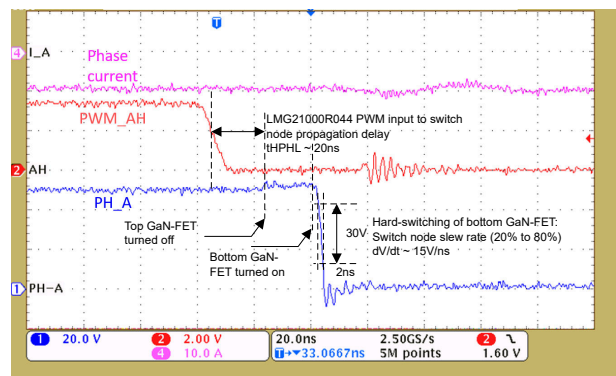 T
4 I_A
Phase
current
PWM_AH
LMG21000R044 PWM input to switch
node propagation delay
tHPHL ~ 20ns
2 AH
PH_A
Top GaN-FET
turned off
Bottom GaN-
FET turned on
30V
2ns
Hard-switching of bottom GaN-FET:
Switch node slew rate (20% to 80%)
dV/dt ~ 15V/ns
1 PH-A
1 20.0 V 2 2.00 V
4 10.0 A
20.0ns 2.50GS/s
T→▼33.0667ns 5M points
2 1.60 V